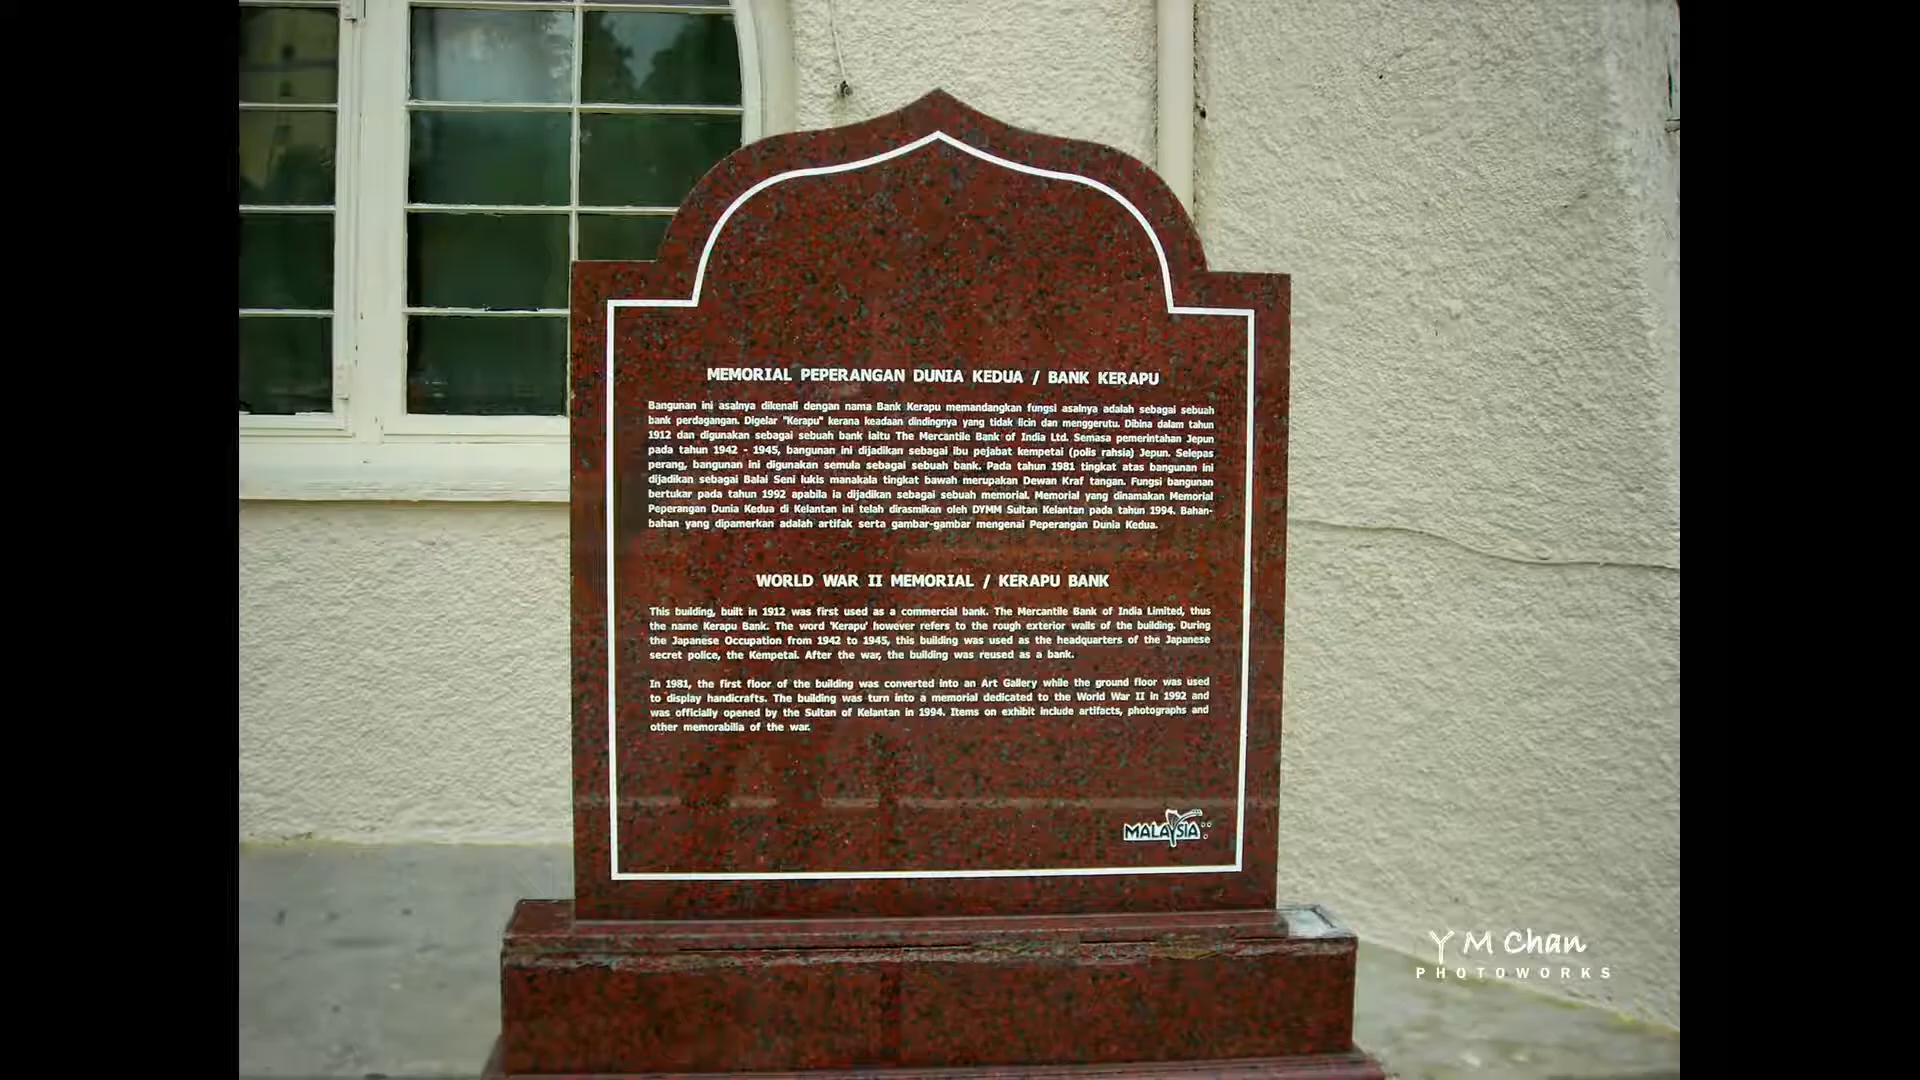 MEMORIAL PEPERANGAN DUNIA KEDUA / BANK KERAPU
Bangunan ini asalnya dikenali dengan nama Bank Kerapu memandangkan fungsi asalnya adalah sebagai sebuah
bank perdagangan. Digelar "Kerapu" kerana keadaan dindingnya yang tidak licin dan menggerutu. Dibina dalam tahun
1912 dan digunakan sebagai sebuah bank iaitu The Mercantile Bank of India Ltd. Semasa pemerintahan Jepun
pada tahun 1942 - 1945, bangunan ini dijadikan sebagai ibu pejabat kempetai (polis rahsia) Jepun. Selepas
perang, bangunan ini digunakan semula sebagai sebuah bank. Pada tahun 1981 tingkat atas bangunan ini
dijadikan sebagai Balai Seni lukis manakala tingkat bawah merupakan Dewan Kraf tangan. Fungsi bangunan
bertukar pada tahun 1992 apabila ia dijadikan sebagai sebuah memorial. Memorial yang dinamakan Memorial
Peperangan Dunia Kedua di Kelantan ini telah dirasmikan oleh DYMM Sultan Kelantan pada tahun 1994. Bahan-
bahan yang dipamerkan adalah artifak serta gambar-gambar mengenai Peperangan Dunia Kedua.
WORLD WAR II MEMORIAL / KERAPU BANK
This building, built in 1912 was first used as a commercial bank. The Mercantile Bank of India Limited, thus
the name Kerapu Bank. The word 'Kerapu' however refers to the rough exterior walls of the building. During
the Japanese Occupation from 1942 to 1945, this building was used as the headquarters of the Japanese
secret police, the Kempetai. After the war, the building was reused as a bank.
In 1981, the first floor of the building was converted into an Art Gallery while the ground floor was used
to display handicrafts. The building was turn into a memorial dedicated to the World War II in 1992 and
was officially opened by the Sultan of Kelantan in 1994. Items on exhibit include artifacts, photographs and
other memorabilia of the war.
MALAYSIA
Y M Chan
PHOTOWORKS